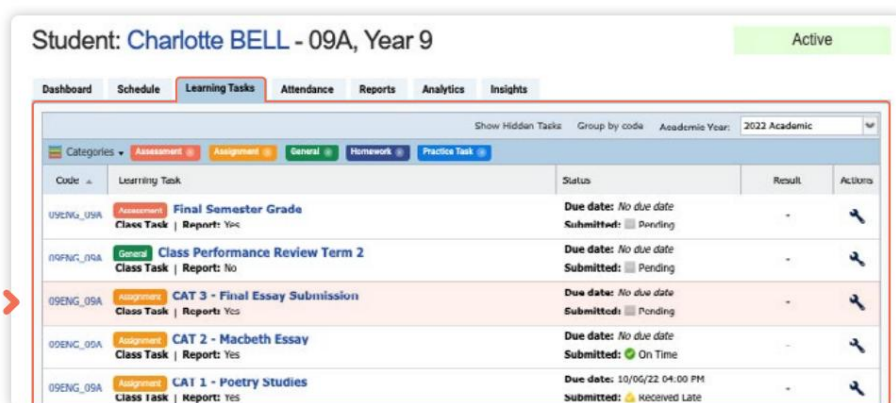 Student: Charlotte BELL - 09A, Year 9
Active
Dashboard Schedule Learning Tasks Attendance Reports Analytics Insights
Show Hidden Tasks Group by code Academic Year: 2022 Academic
Categories Assessment Assignment General Homework Practice Task
Code Learning Task Status Result Actions
09ENG_09A Assessment Final Semester Grade Due date: No due date -
Class Task | Report: Yes Submitted: Pending
09ENG_09A General Class Performance Review Term 2 Due date: No due date -
Class Task | Report: No Submitted: Pending
09ENG_09A Assignment CAT 3 - Final Essay Submission Due date: No due date -
Class Task | Report: Yes Submitted: Pending
09ENG_09A Assignment CAT 2 - Macbeth Essay Due date: No due date -
Class Task | Report: Yes Submitted: On Time
09ENG_09A Assignment CAT 1 - Poetry Studies Due date: 10/06/22 04:00 PM -
Class Task | Report: Yes Submitted: Received Late